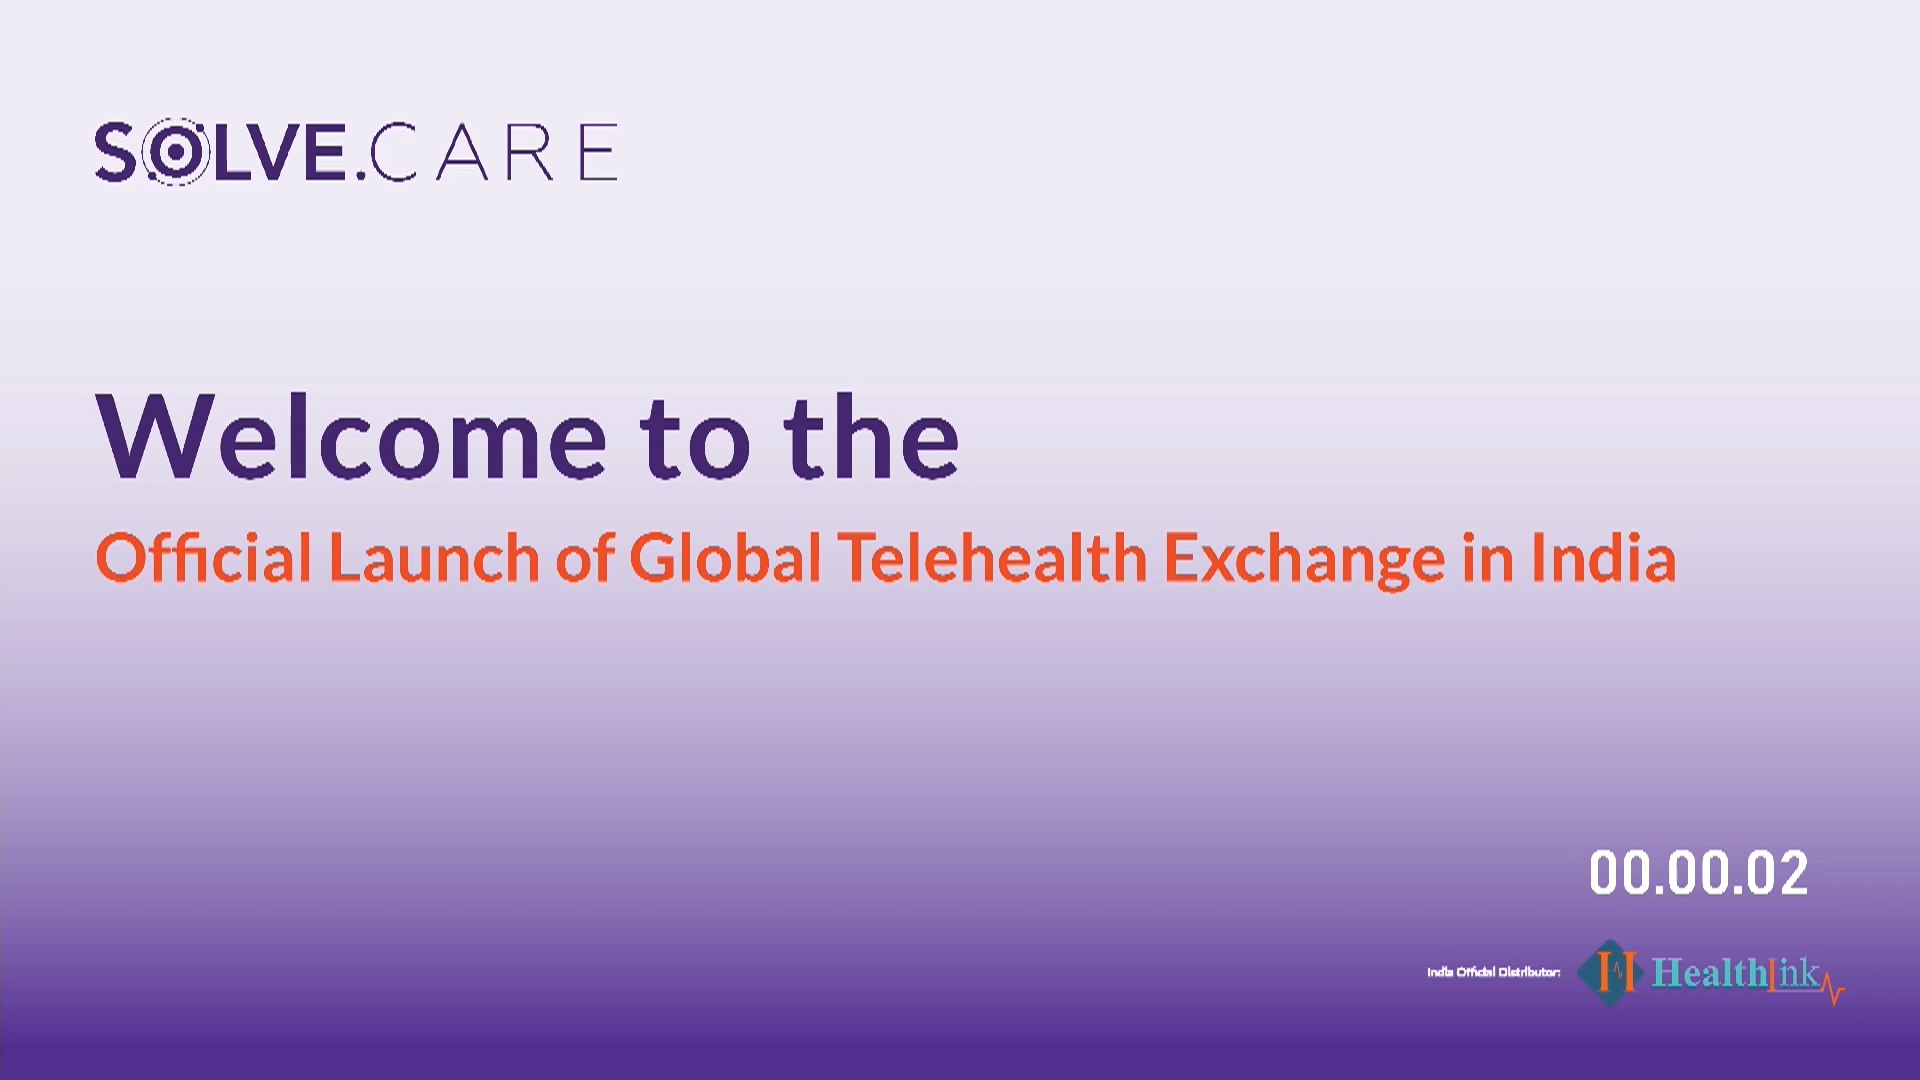 SOLVE.CARE
Welcome to the
Official Launch of Global Telehealth Exchange in India
00.00.02
India Official Distributor:
HealthLink